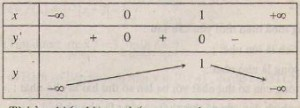 x −∞ 0 1 +∞
y' + 0 + 0 −
1
y
−∞ −∞